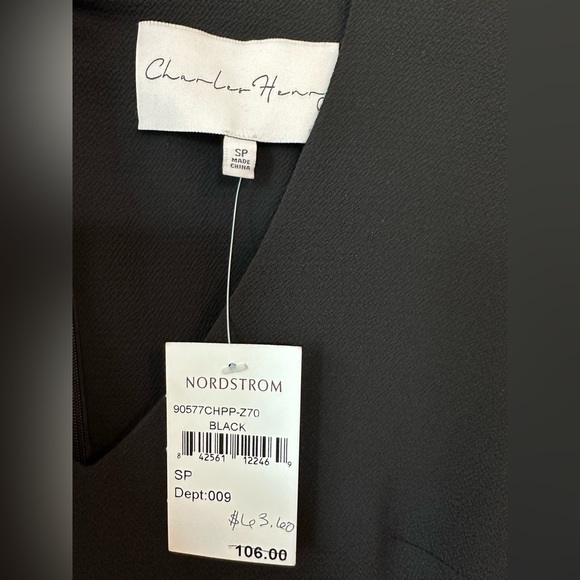 Charles Henry
SP
MADE
CHINA
NORDSTROM
90577CHPP-Z70
BLACK
8 42561 12246 9
SP
Dept:009
$63.60
106.00